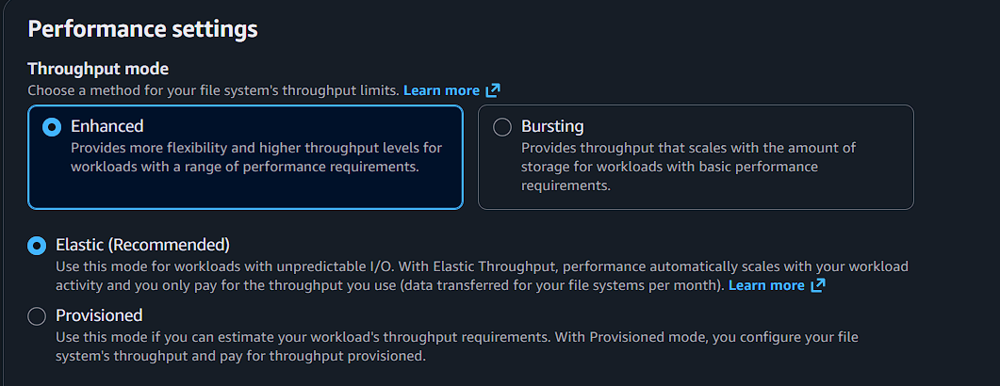 Performance settings
Throughput mode
Choose a method for your file system's throughput limits. Learn more
Enhanced
Provides more flexibility and higher throughput levels for
workloads with a range of performance requirements.
Bursting
Provides throughput that scales with the amount of
storage for workloads with basic performance
requirements.
Elastic (Recommended)
Use this mode for workloads with unpredictable I/O. With Elastic Throughput, performance automatically scales with your workload
activity and you only pay for the throughput you use (data transferred for your file systems per month). Learn more
Provisioned
Use this mode if you can estimate your workload's throughput requirements. With Provisioned mode, you configure your file
system's throughput and pay for throughput provisioned.